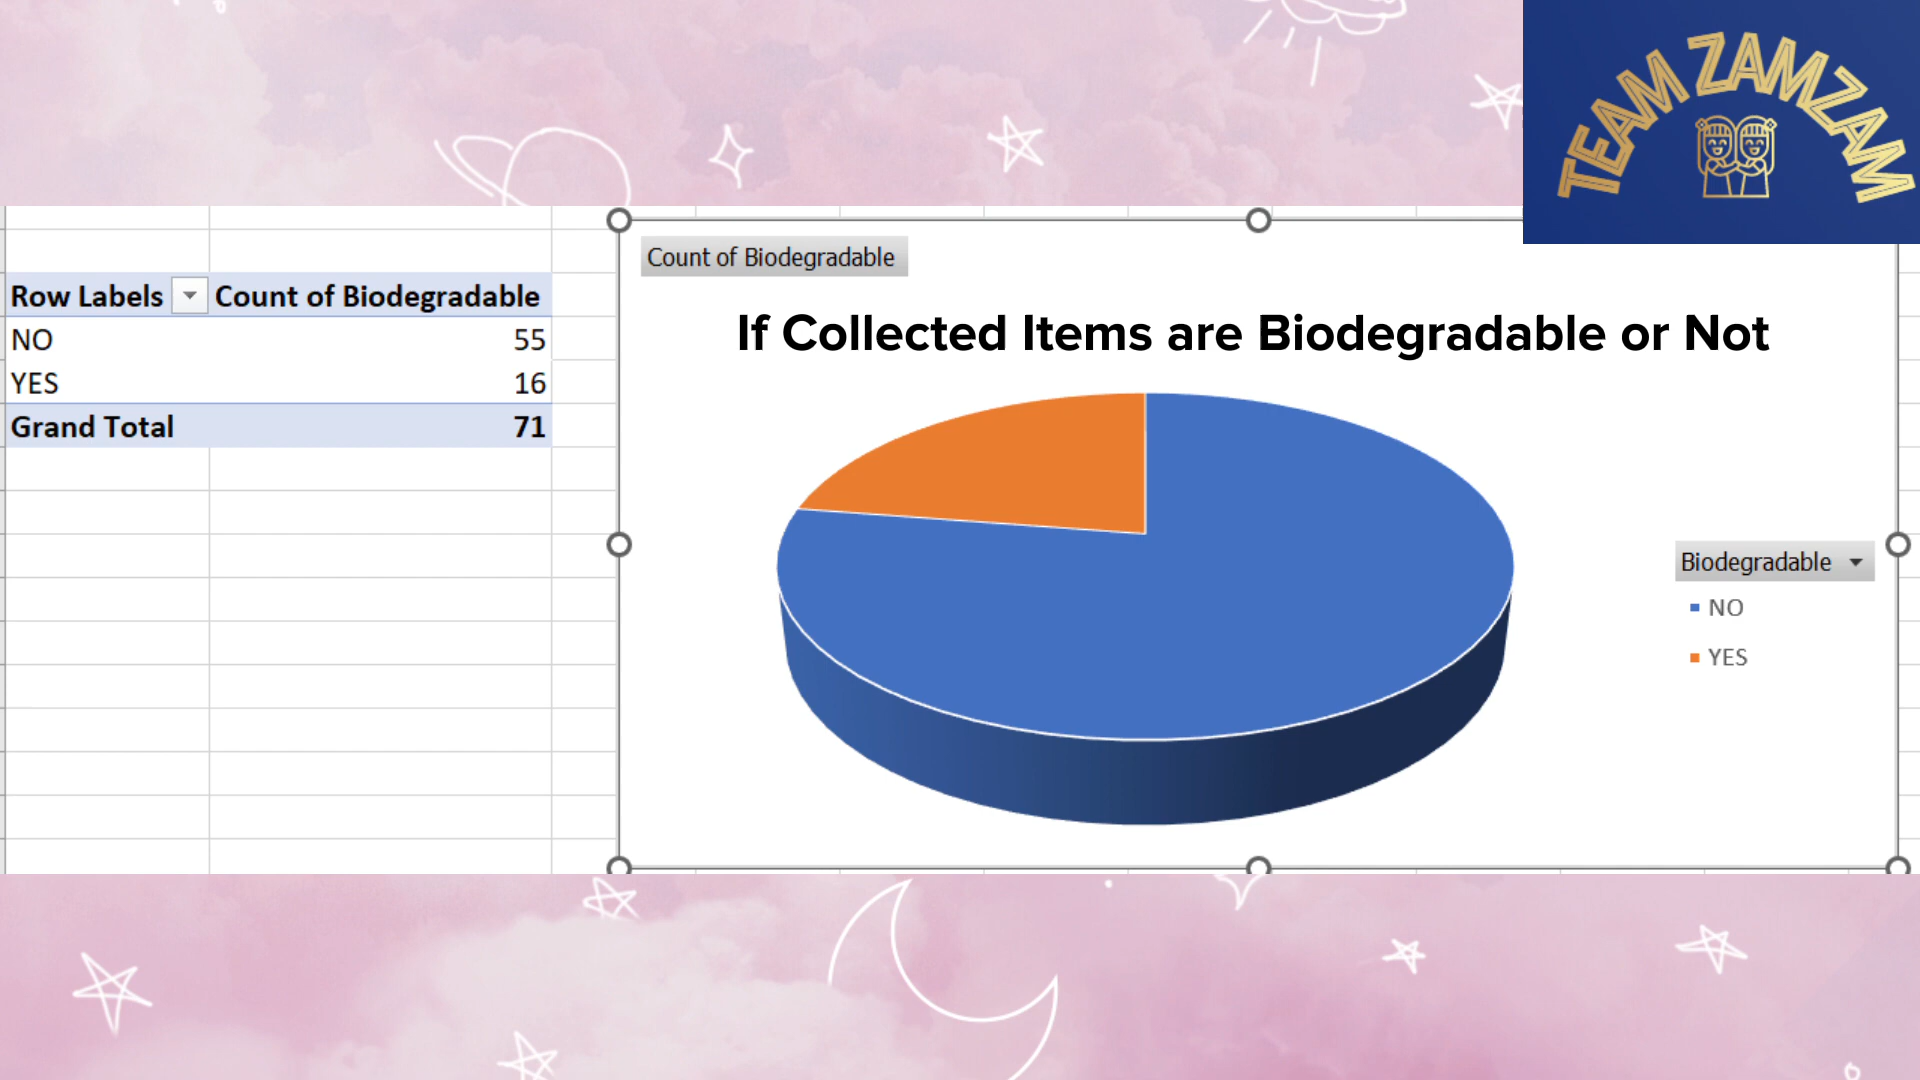 TEAM ZAMZAM
Row Labels Count of Biodegradable
NO 55
YES 16
Grand Total 71
Count of Biodegradable
If Collected Items are Biodegradable or Not
Biodegradable
NO
YES